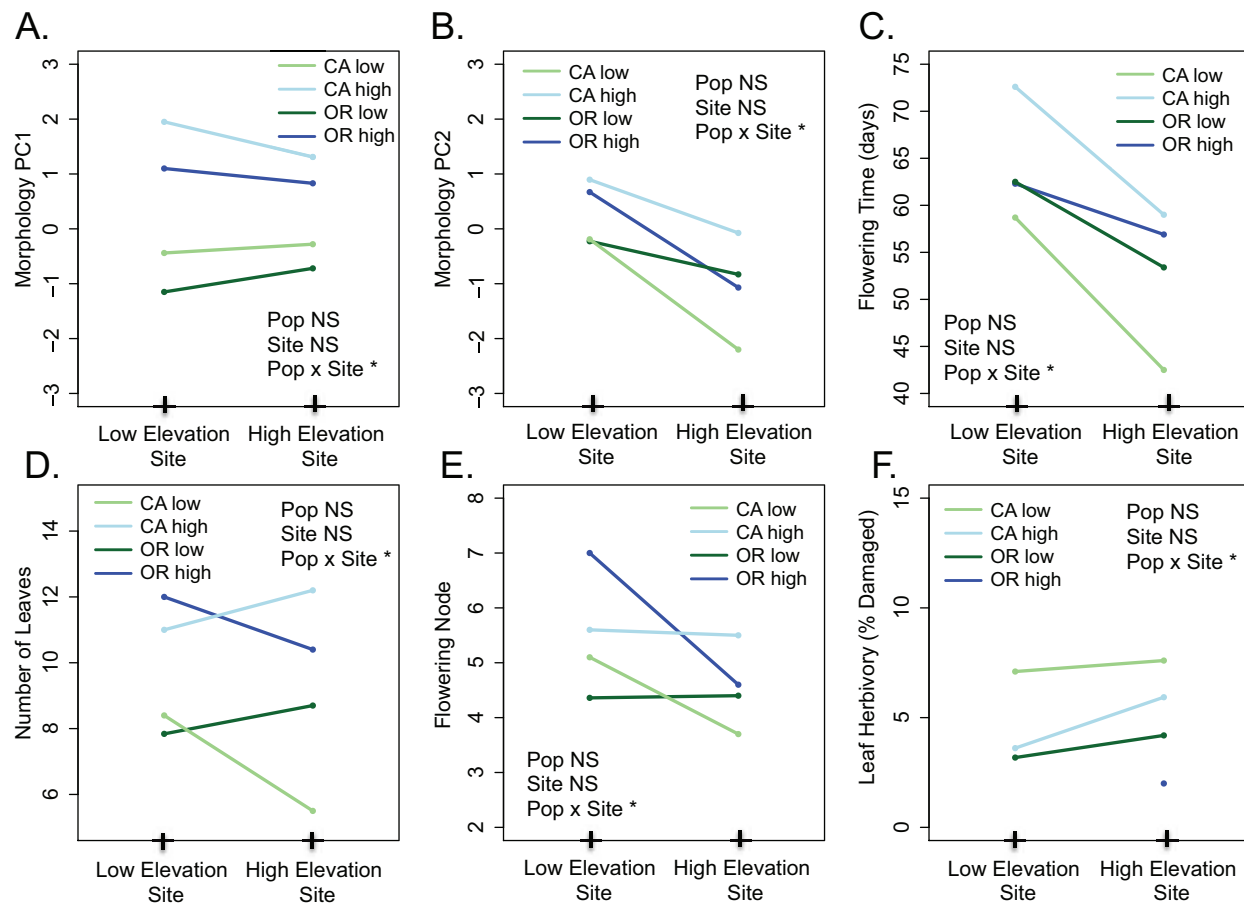 A.
Morphology PC1
3
2
1
0
−1
−2
−3
CA low
CA high
OR low
OR high
Pop NS
Site NS
Pop x Site *
Low Elevation
Site
High Elevation
Site
B.
Morphology PC2
3
2
1
0
−1
−2
−3
CA low
CA high
OR low
OR high
Pop NS
Site NS
Pop x Site *
Low Elevation
Site
High Elevation
Site
C.
Flowering Time (days)
75
70
65
60
55
50
45
40
CA low
CA high
OR low
OR high
Pop NS
Site NS
Pop x Site *
Low Elevation
Site
High Elevation
Site
D.
Number of Leaves
14
12
10
8
6
CA low
CA high
OR low
OR high
Pop NS
Site NS
Pop x Site *
Low Elevation
Site
High Elevation
Site
E.
Flowering Node
8
7
6
5
4
3
2
CA low
CA high
OR low
OR high
Pop NS
Site NS
Pop x Site *
Low Elevation
Site
High Elevation
Site
F.
Leaf Herbivory (% Damaged)
15
10
5
0
CA low
CA high
OR low
OR high
Pop NS
Site NS
Pop x Site *
Low Elevation
Site
High Elevation
Site